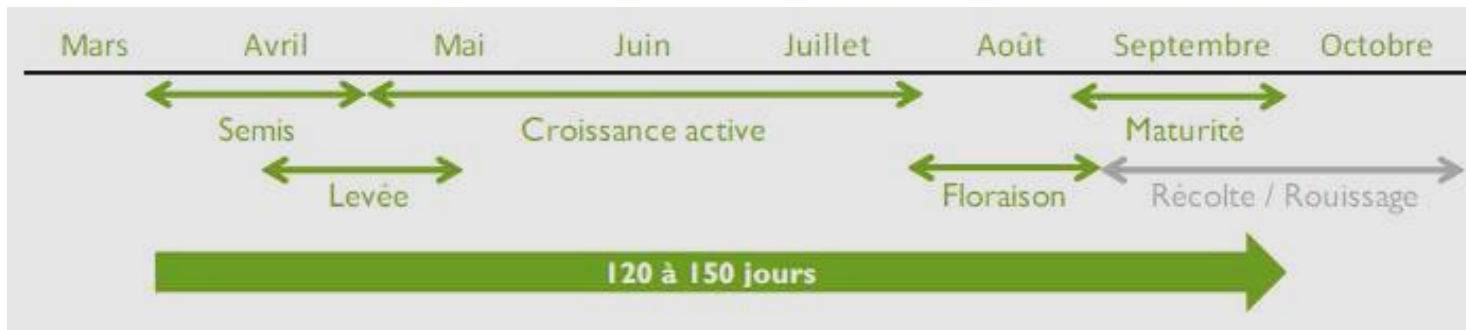 Mars Avril Mai Juin Juillet Août Septembre Octobre
Semis Croissance active Maturité
Levée Floraison Récolte / Rouissage
120 à 150 jours